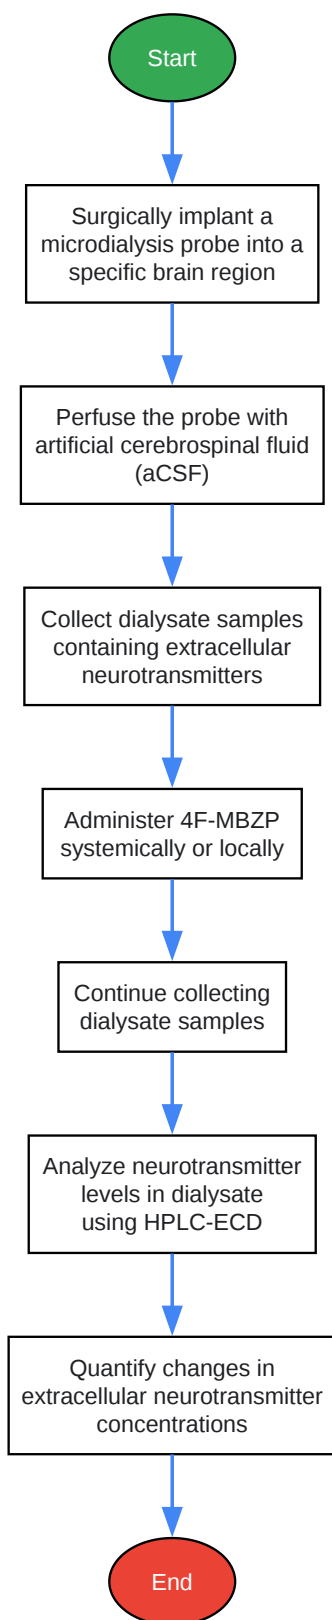 Start
Surgically implant a
microdialysis probe into a
specific brain region
Perfuse the probe with
artificial cerebrospinal fluid
(aCSF)
Collect dialysate samples
containing extracellular
neurotransmitters
Administer 4F-MBZP
systemically or locally
Continue collecting
dialysate samples
Analyze neurotransmitter
levels in dialysate
using HPLC-ECD
Quantify changes in
extracellular neurotransmitter
concentrations
End